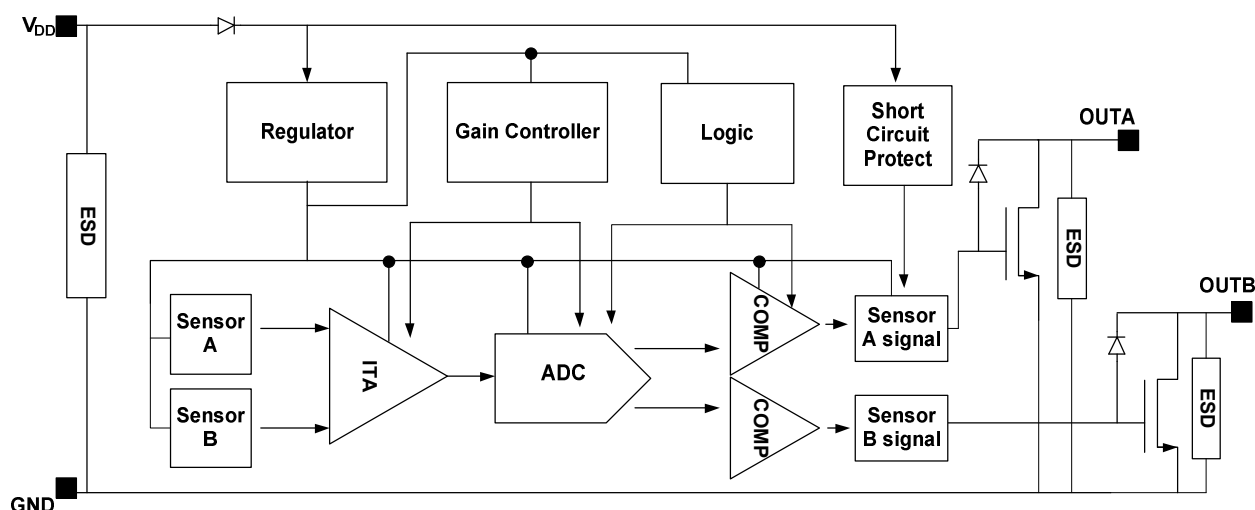 VDD
Regulator
Gain Controller
Logic
Short
Circuit
Protect
OUTA
ESD
ESD
OUTB
Sensor
A
Sensor
B
ITA
ADC
COMP
COMP
Sensor
A signal
Sensor
B signal
ESD
GND